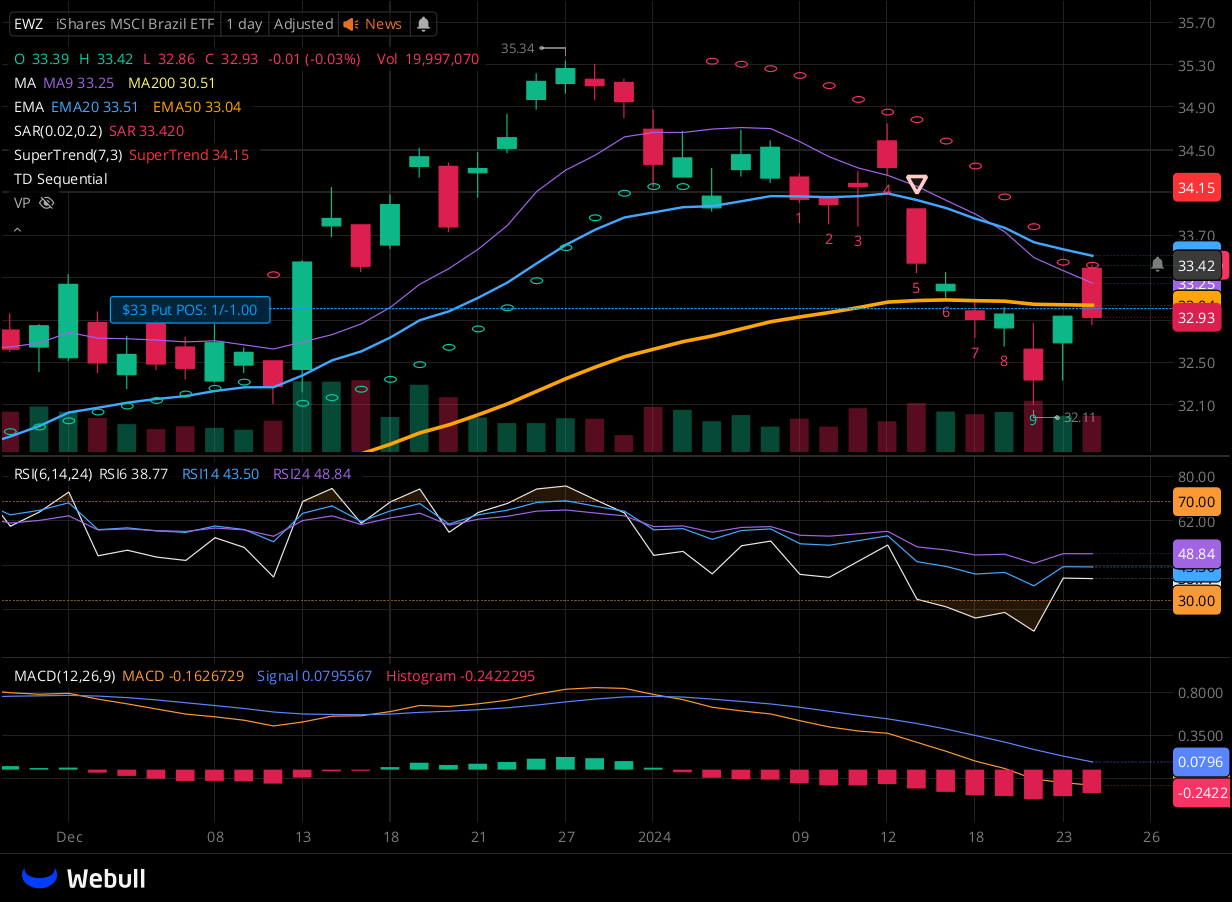 EWZ iShares MSCI Brazil ETF 1 day Adjusted News
O 33.39 H 33.42 L 32.86 C 32.93 -0.01 (-0.03%) Vol 19,997,070
MA MA9 33.25 MA200 30.51
EMA EMA20 33.51 EMA50 33.04
SAR(0.02,0.2) SAR 33.420
SuperTrend(7,3) SuperTrend 34.15
TD Sequential
VP
35.34
$33 Put POS: 1/-1.00
1
2
3
4
5
6
7
8
9
32.11
35.70
35.30
34.90
34.50
34.15
33.70
33.42
33.25
32.93
32.50
32.10
RSI(6,14,24) RSI6 38.77 RSI14 43.50 RSI24 48.84
80.00
70.00
62.00
48.84
30.00
MACD(12,26,9) MACD -0.1626729 Signal 0.0795567 Histogram -0.2422295
0.8000
0.3500
0.0796
-0.2422
Dec 08 13 18 21 27 2024 09 12 18 23 26
Webull